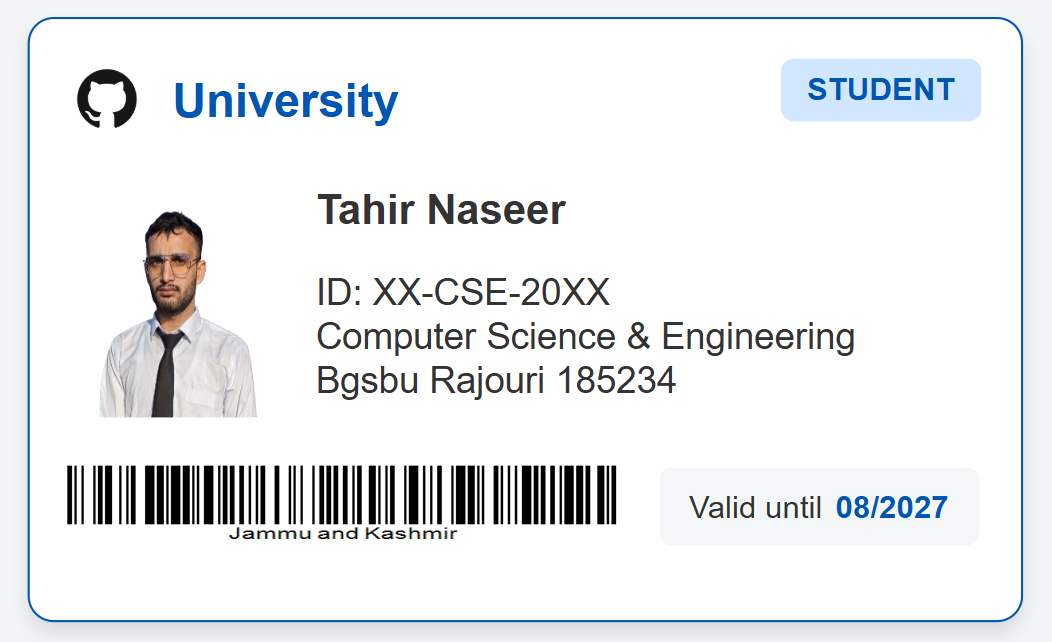 University
STUDENT
Tahir Naseer
ID: XX-CSE-20XX
Computer Science & Engineering
Bgsbu Rajouri 185234
Jammu and Kashmir
Valid until 08/2027